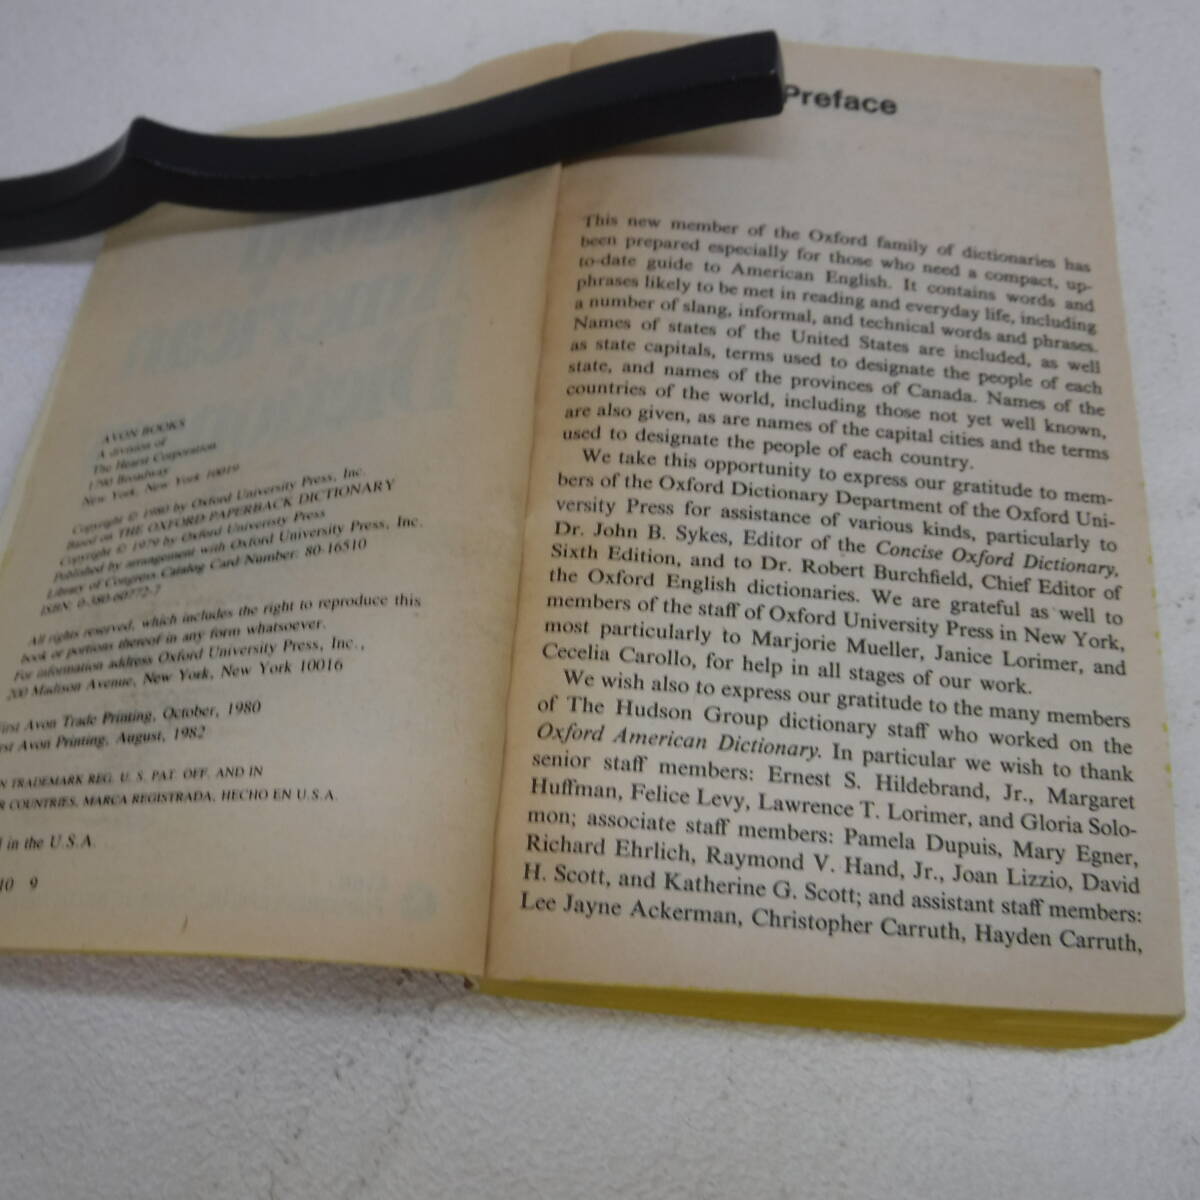 AVON BOOKS
A division of
The Hearst Corporation
1790 Broadway
New York, New York 10019
Copyright © 1980 by Oxford University Press, Inc.
Based on THE OXFORD PAPERBACK DICTIONARY
Copyright © 1979 by Oxford University Press
Published by arrangement with Oxford University Press, Inc.
Library of Congress Catalog Card Number: 80-16510
ISBN: 0-380-60772-7
All rights reserved, which includes the right to reproduce this
book or portions thereof in any form whatsoever.
For information address Oxford University Press, Inc.,
200 Madison Avenue, New York, New York 10016
First Avon Trade Printing, October, 1980
rst Avon Printing, August, 1982
N TRADEMARK REG. U. S. PAT. OFF. AND IN
R COUNTRIES, MARCA REGISTRADA, HECHO EN U.S.A.
in the U.S.A.
10 9
Preface
This new member of the Oxford family of dictionaries has
been prepared especially for those who need a compact, up-
to-date guide to American English. It contains words and
phrases likely to be met in reading and everyday life, including
a number of slang, informal, and technical words and phrases.
Names of states of the United States are included, as well
as state capitals, terms used to designate the people of each
state, and names of the provinces of Canada. Names of the
countries of the world, including those not yet well known,
are also given, as are names of the capital cities and the terms
used to designate the people of each country.
We take this opportunity to express our gratitude to mem-
bers of the Oxford Dictionary Department of the Oxford Uni-
versity Press for assistance of various kinds, particularly to
Dr. John B. Sykes, Editor of the Concise Oxford Dictionary,
Sixth Edition, and to Dr. Robert Burchfield, Chief Editor of
the Oxford English dictionaries. We are grateful as well to
members of the staff of Oxford University Press in New York,
most particularly to Marjorie Mueller, Janice Lorimer, and
Cecelia Carollo, for help in all stages of our work.
We wish also to express our gratitude to the many members
of The Hudson Group dictionary staff who worked on the
Oxford American Dictionary. In particular we wish to thank
senior staff members: Ernest S. Hildebrand, Jr., Margaret
Huffman, Felice Levy, Lawrence T. Lorimer, and Gloria Solo-
mon; associate staff members: Pamela Dupuis, Mary Egner,
Richard Ehrlich, Raymond V. Hand, Jr., Joan Lizzio, David
H. Scott, and Katherine G. Scott; and assistant staff members:
Lee Jayne Ackerman, Christopher Carruth, Hayden Carruth,